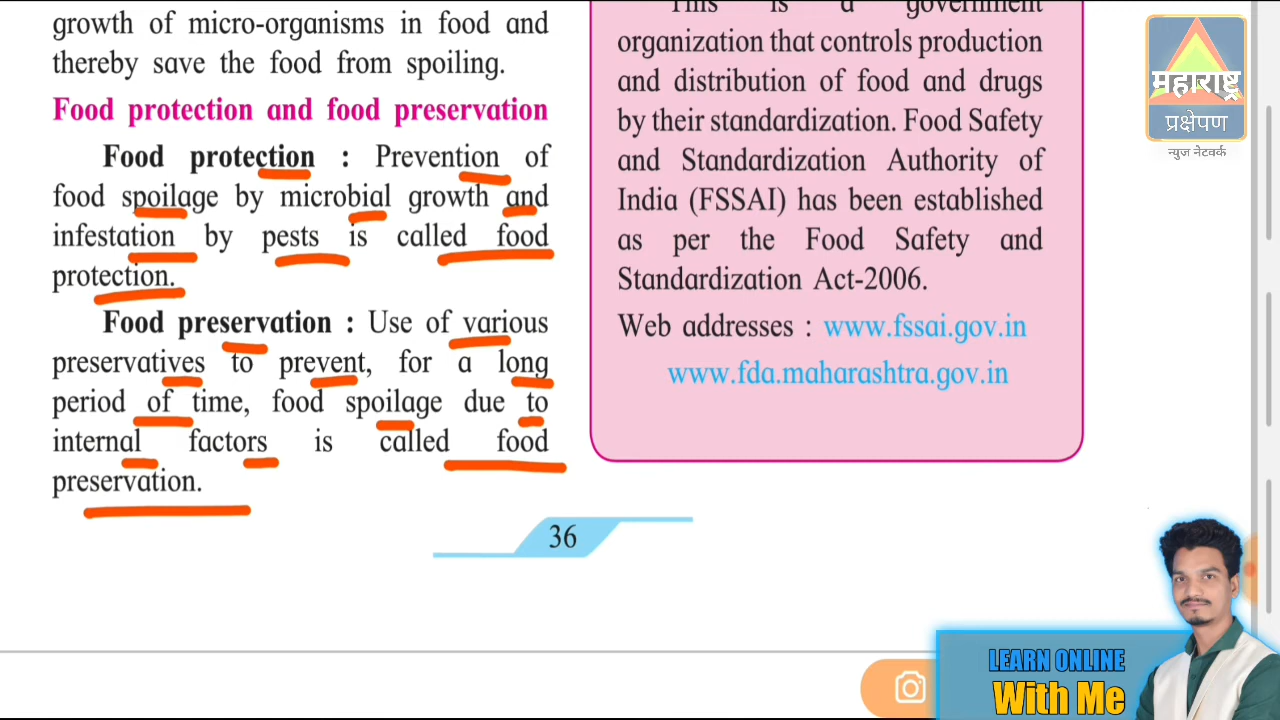 growth of micro-organisms in food and
thereby save the food from spoiling.
Food protection and food preservation
Food protection : Prevention of
food spoilage by microbial growth and
infestation by pests is called food
protection.
Food preservation : Use of various
preservatives to prevent, for a long
period of time, food spoilage due to
internal factors is called food
preservation.
This is a government
organization that controls production
and distribution of food and drugs
by their standardization. Food Safety
and Standardization Authority of
India (FSSAI) has been established
as per the Food Safety and
Standardization Act-2006.
Web addresses : www.fssai.gov.in
www.fda.maharashtra.gov.in
36
महाराष्ट्र
प्रक्षेपण
न्युज नेटवर्क
LEARN ONLINE
With Me